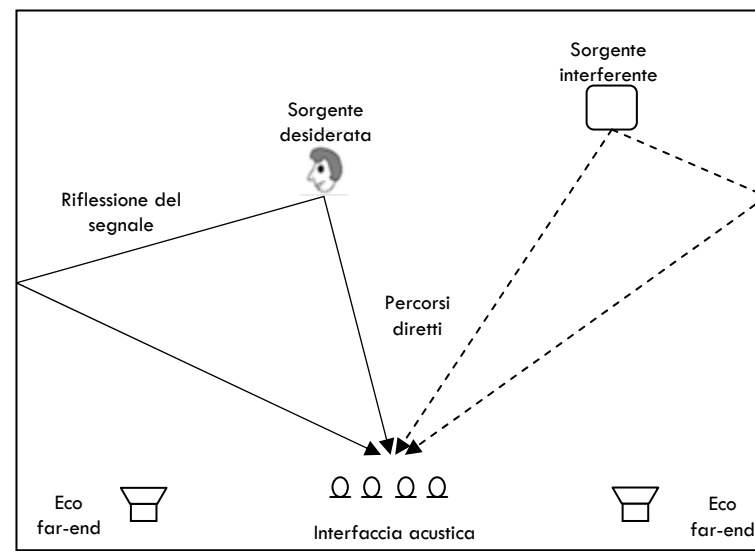 Sorgente
interferente
Sorgente
desiderata
Riflessione del
segnale
Percorsi
diretti
Eco
far-end
Interfaccia acustica
Eco
far-end